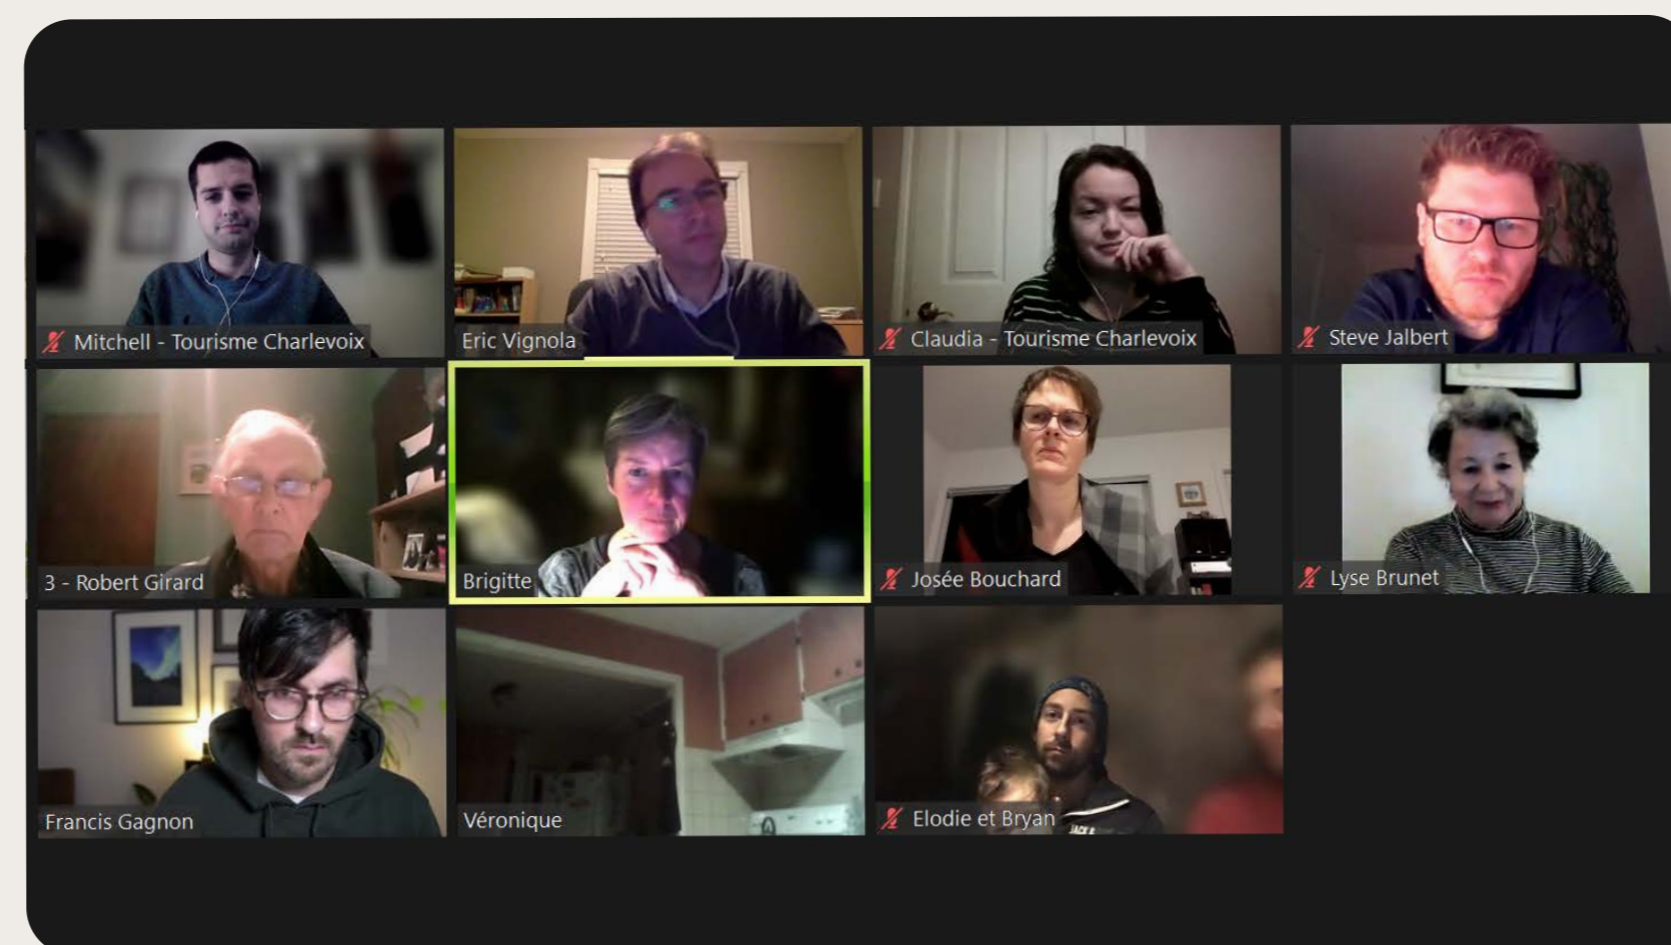 Mitchell - Tourisme Charlevoix
Eric Vignola
Claudia - Tourisme Charlevoix
Steve Jalbert
3 - Robert Girard
Brigitte
Josée Bouchard
Lyse Brunet
Francis Gagnon
Véronique
Elodie et Bryan